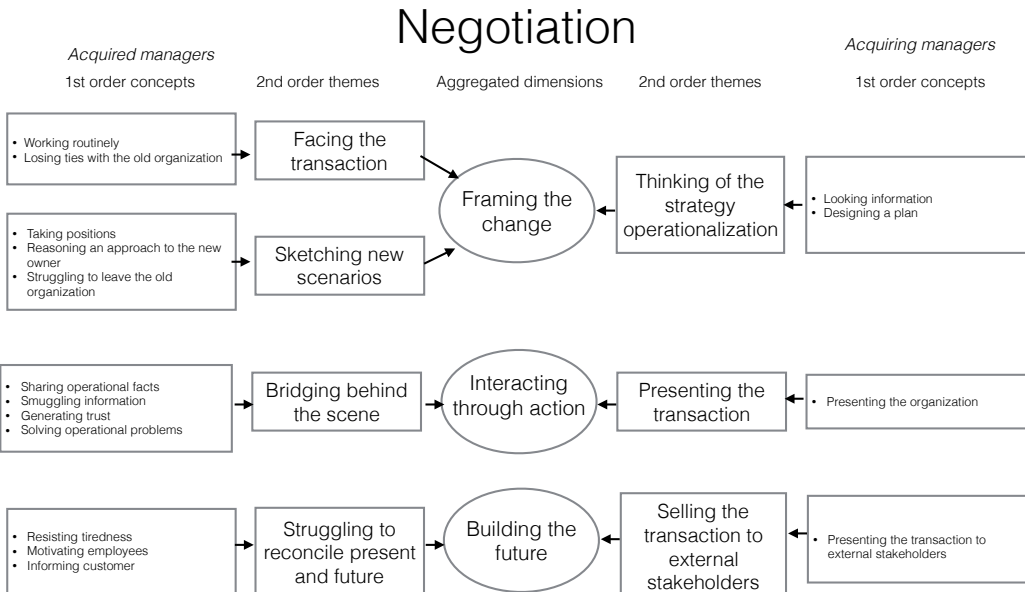 Negotiation
Acquired managers
Acquiring managers
1st order concepts
2nd order themes
Aggregated dimensions
2nd order themes
1st order concepts
• Working routinely
• Losing ties with the old organization
Facing the
transaction
Framing the
change
Thinking of the
strategy
operationalization
• Looking information
• Designing a plan
• Taking positions
• Reasoning an approach to the new
owner
• Struggling to leave the old
organization
Sketching new
scenarios
• Sharing operational facts
• Smuggling information
• Generating trust
• Solving operational problems
Bridging behind
the scene
Interacting
through action
Presenting the
transaction
• Presenting the organization
• Resisting tiredness
• Motivating employees
• Informing customer
Struggling to
reconcile present
and future
Building the
future
Selling the
transaction to
external
stakeholders
• Presenting the transaction to
external stakeholders